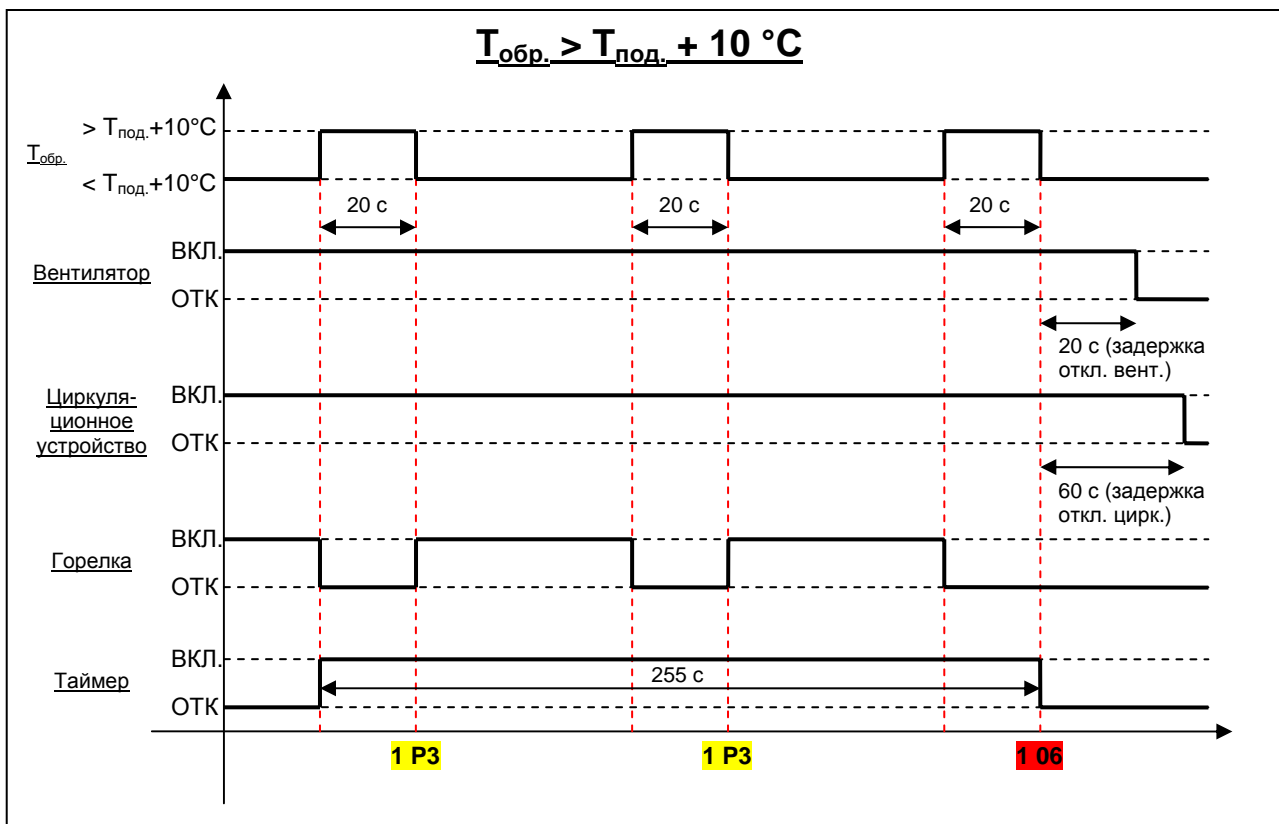 Tобр. > Tпод. + 10 °C
> Tпод.+10°C
Tобр.
< Tпод.+10°C
20 с
20 с
20 с
ВКЛ.
Вентилятор
ОТК
20 с (задержка
откл. вент.)
Циркуля-
ционное
устройство
ВКЛ.
ОТК
60 с (задержка
откл. цирк.)
ВКЛ.
Горелка
ОТК
ВКЛ.
Таймер
255 с
ОТК
1 P3
1 P3
1 06